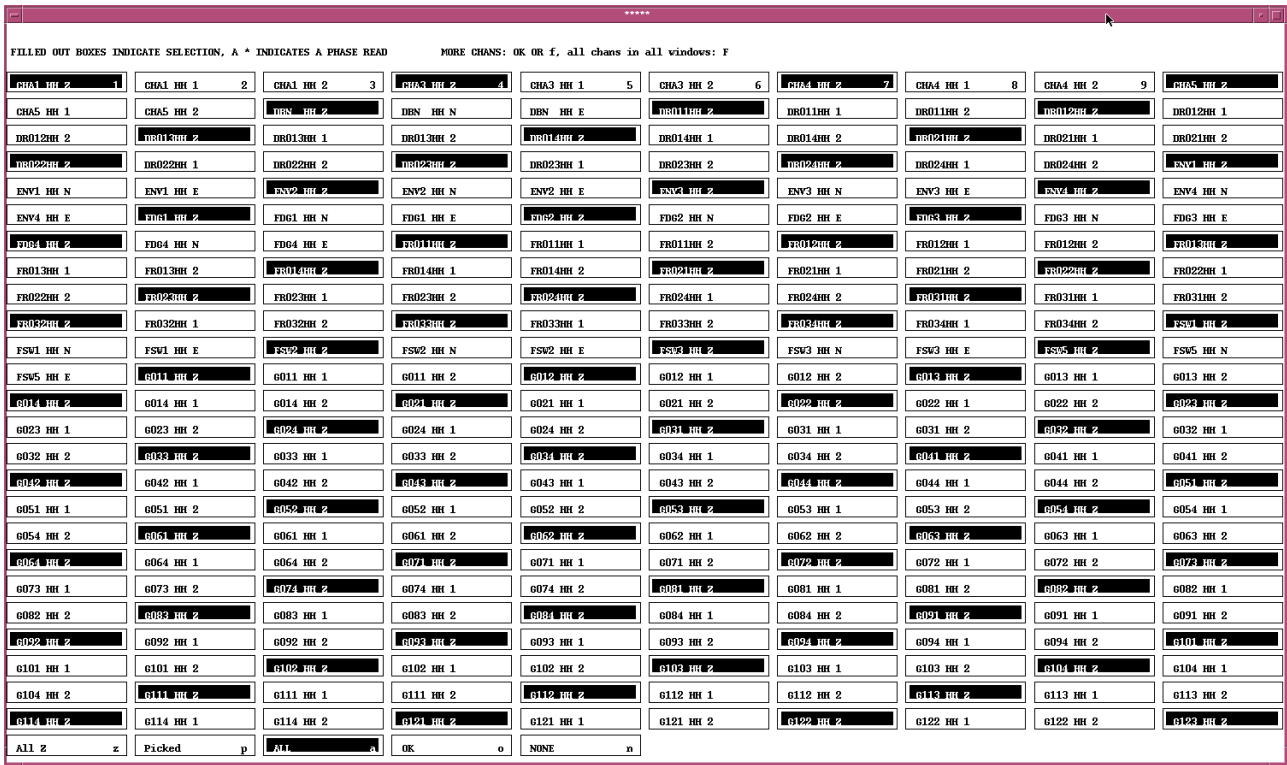 *****
FILLED OUT BOXES INDICATE SELECTION, A * INDICATES A PHASE READ MORE CHANS: OK OR f, all chans in all windows: F
CHA1 HH Z 1 CHA1 HH 1 2 CHA1 HH 2 3 CHA3 HH Z 4 CHA3 HH 1 5 CHA3 HH 2 6 CHA4 HH Z 7 CHA4 HH 1 8 CHA4 HH 2 9 CHA5 HH Z
CHA5 HH 1 CHA5 HH 2 DBN HH Z DBN HH N DBN HH E DR011HH Z DR011HH 1 DR011HH 2 DR012HH Z DR012HH 1
DR012HH 2 DR013HH Z DR013HH 1 DR013HH 2 DR014HH Z DR014HH 1 DR014HH 2 DR021HH Z DR021HH 1 DR021HH 2
DR022HH Z DR022HH 1 DR022HH 2 DR023HH Z DR023HH 1 DR023HH 2 DR024HH Z DR024HH 1 DR024HH 2 ENV1 HH Z
ENV1 HH N ENV1 HH E ENV2 HH Z ENV2 HH N ENV2 HH E ENV3 HH Z ENV3 HH N ENV3 HH E ENV4 HH Z ENV4 HH N
ENV4 HH E FDG1 HH Z FDG1 HH N FDG1 HH E FDG2 HH Z FDG2 HH N FDG2 HH E FDG3 HH Z FDG3 HH N FDG3 HH E
FDG4 HH Z FDG4 HH N FDG4 HH E FR011HH Z FR011HH 1 FR011HH 2 FR012HH Z FR012HH 1 FR012HH 2 FR013HH Z
FR013HH 1 FR013HH 2 FR014HH Z FR014HH 1 FR014HH 2 FR021HH Z FR021HH 1 FR021HH 2 FR022HH Z FR022HH 1
FR022HH 2 FR023HH Z FR023HH 1 FR023HH 2 FR024HH Z FR024HH 1 FR024HH 2 FR031HH Z FR031HH 1 FR031HH 2
FR032HH Z FR032HH 1 FR032HH 2 FR033HH Z FR033HH 1 FR033HH 2 FR034HH Z FR034HH 1 FR034HH 2 FSW1 HH Z
FSW1 HH N FSW1 HH E FSW2 HH Z FSW2 HH N FSW2 HH E FSW3 HH Z FSW3 HH N FSW3 HH E FSW5 HH Z FSW5 HH N
FSW5 HH E G011 HH Z G011 HH 1 G011 HH 2 G012 HH Z G012 HH 1 G012 HH 2 G013 HH Z G013 HH 1 G013 HH 2
G014 HH Z G014 HH 1 G014 HH 2 G021 HH Z G021 HH 1 G021 HH 2 G022 HH Z G022 HH 1 G022 HH 2 G023 HH Z
G023 HH 1 G023 HH 2 G024 HH Z G024 HH 1 G024 HH 2 G031 HH Z G031 HH 1 G031 HH 2 G032 HH Z G032 HH 1
G032 HH 2 G033 HH Z G033 HH 1 G033 HH 2 G034 HH Z G034 HH 1 G034 HH 2 G041 HH Z G041 HH 1 G041 HH 2
G042 HH Z G042 HH 1 G042 HH 2 G043 HH Z G043 HH 1 G043 HH 2 G044 HH Z G044 HH 1 G044 HH 2 G051 HH Z
G051 HH 1 G051 HH 2 G052 HH Z G052 HH 1 G052 HH 2 G053 HH Z G053 HH 1 G053 HH 2 G054 HH Z G054 HH 1
G054 HH 2 G061 HH Z G061 HH 1 G061 HH 2 G062 HH Z G062 HH 1 G062 HH 2 G063 HH Z G063 HH 1 G063 HH 2
G064 HH Z G064 HH 1 G064 HH 2 G071 HH Z G071 HH 1 G071 HH 2 G072 HH Z G072 HH 1 G072 HH 2 G073 HH Z
G073 HH 1 G073 HH 2 G074 HH Z G074 HH 1 G074 HH 2 G081 HH Z G081 HH 1 G081 HH 2 G082 HH Z G082 HH 1
G082 HH 2 G083 HH Z G083 HH 1 G083 HH 2 G084 HH Z G084 HH 1 G084 HH 2 G091 HH Z G091 HH 1 G091 HH 2
G092 HH Z G092 HH 1 G092 HH 2 G093 HH Z G093 HH 1 G093 HH 2 G094 HH Z G094 HH 1 G094 HH 2 G101 HH Z
G101 HH 1 G101 HH 2 G102 HH Z G102 HH 1 G102 HH 2 G103 HH Z G103 HH 1 G103 HH 2 G104 HH Z G104 HH 1
G104 HH 2 G111 HH Z G111 HH 1 G111 HH 2 G112 HH Z G112 HH 1 G112 HH 2 G113 HH Z G113 HH 1 G113 HH 2
G114 HH Z G114 HH 1 G114 HH 2 G121 HH Z G121 HH 1 G121 HH 2 G122 HH Z G122 HH 1 G122 HH 2 G123 HH Z
All Z z Picked p ALL a OK o NONE n